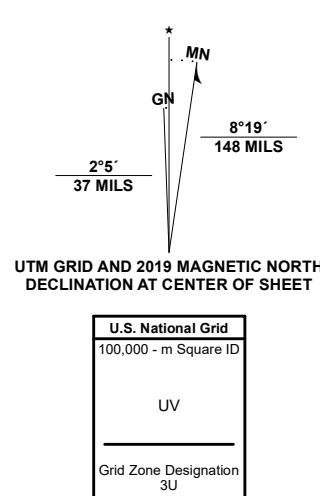 ★
MN
GN
8°19´
148 MILS
2°5´
37 MILS
UTM GRID AND 2019 MAGNETIC NORTH
DECLINATION AT CENTER OF SHEET
U.S. National Grid
100,000 - m Square ID
UV
Grid Zone Designation
3U